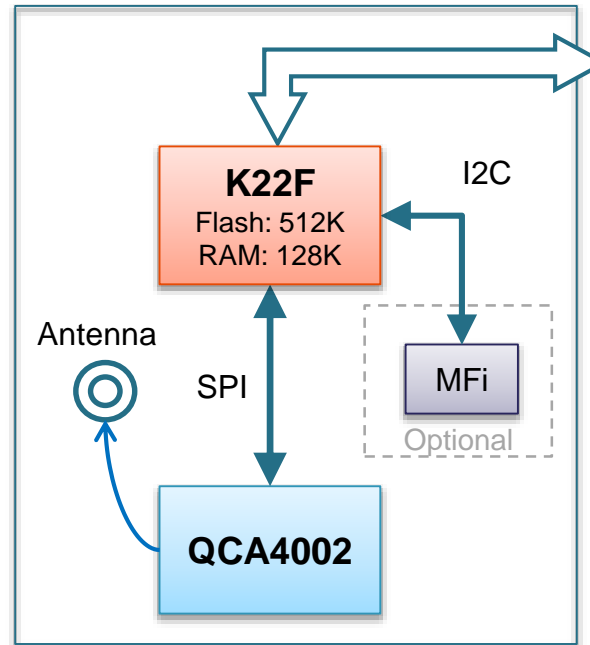 K22F
Flash: 512K
RAM: 128K
I2C
Antenna
SPI
MFi
Optional
QCA4002